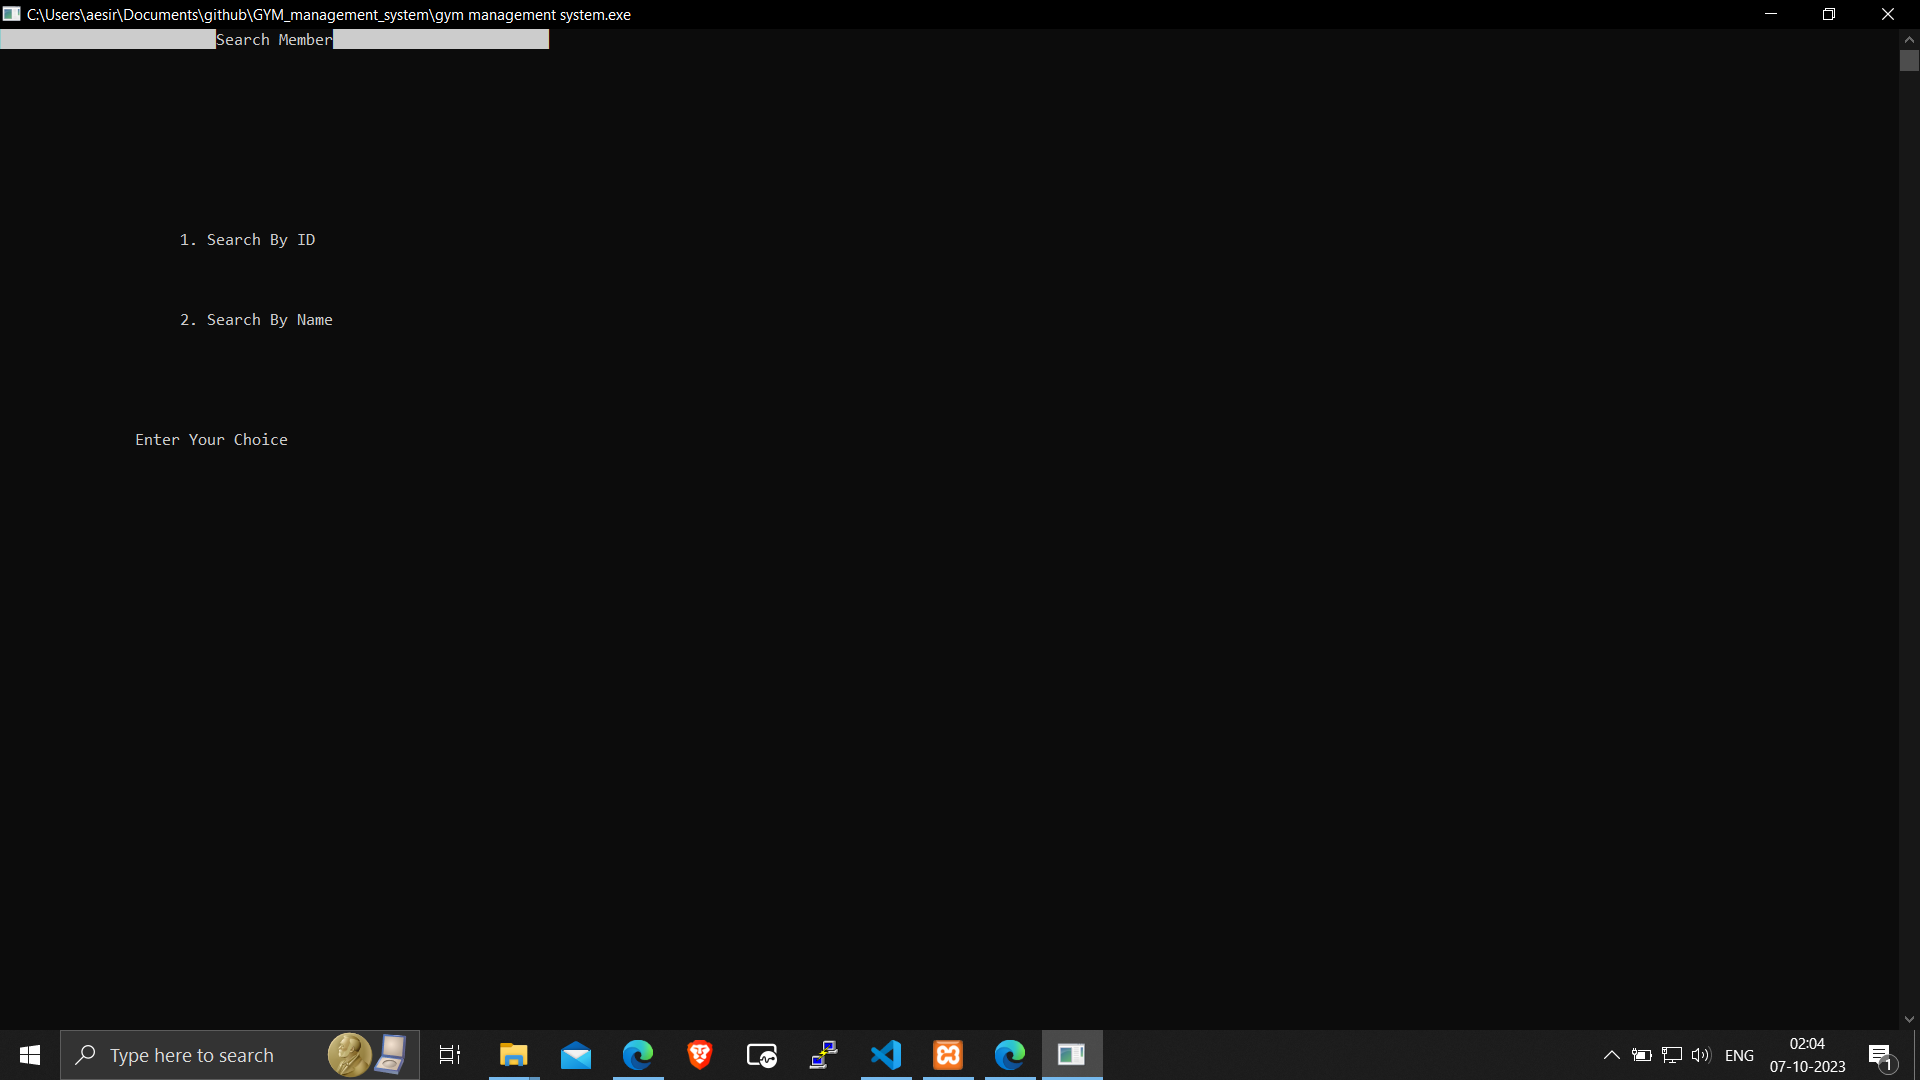 C:\Users\aesir\Documents\github\GYM_management_system\gym management system.exe
Search Member
1. Search By ID
2. Search By Name
Enter Your Choice
Type here to search
ENG
02:04
07-10-2023
1